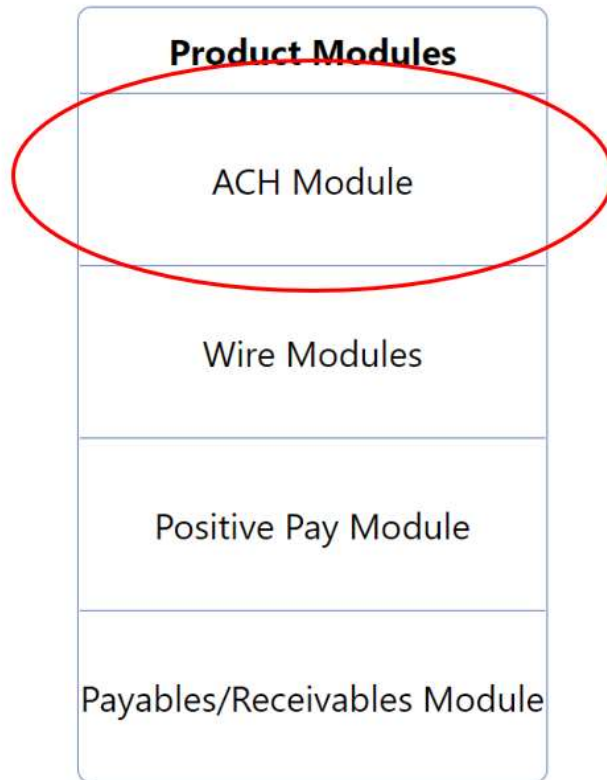 Product Modules
ACH Module
Wire Modules
Positive Pay Module
Payables/Receivables Module